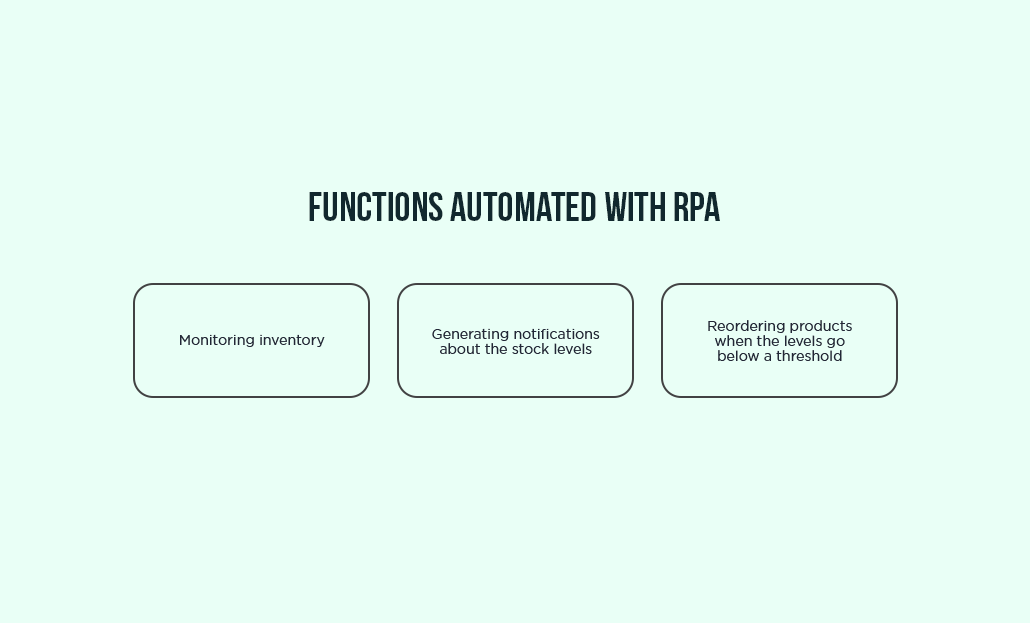 FUNCTIONS AUTOMATED WITH RPA
Monitoring inventory
Generating notifications
about the stock levels
Reordering products
when the levels go
below a threshold